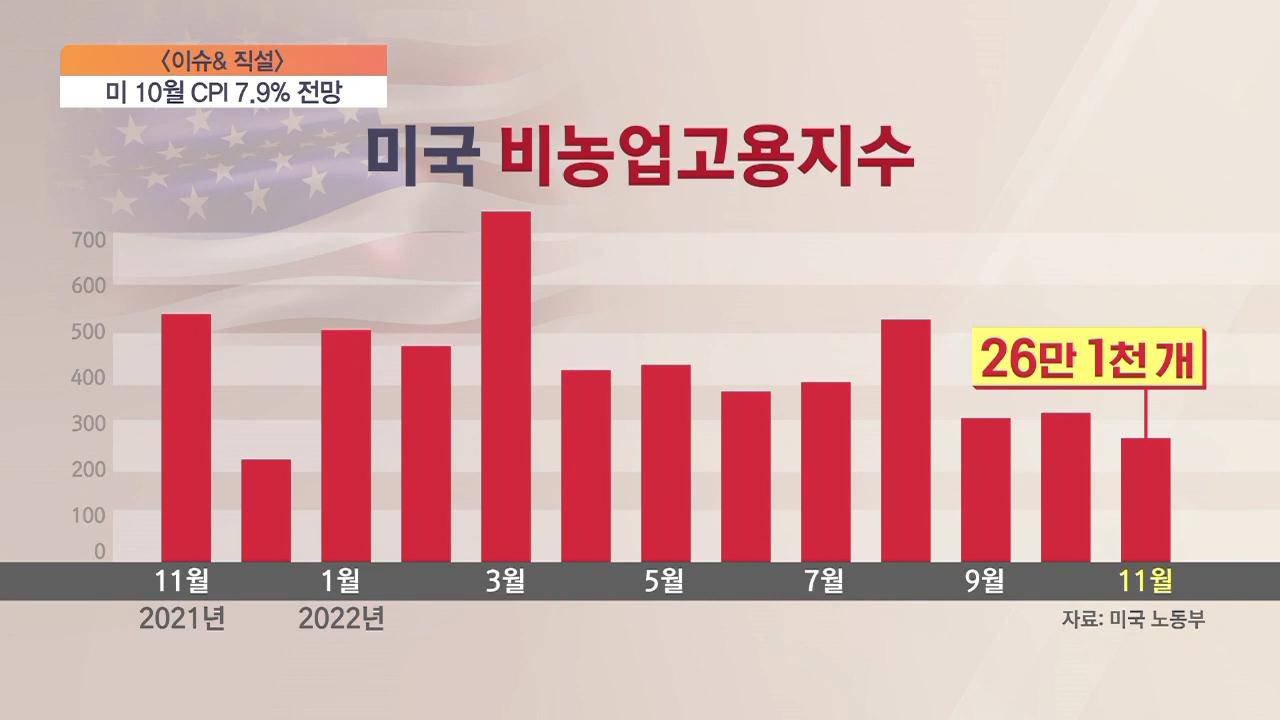 〈이슈& 직설〉
미 10월 CPI 7.9% 전망
미국 비농업고용지수
700
600
500
400
300
200
100
0
26만 1천 개
11월 1월 3월 5월 7월 9월 11월
2021년 2022년
자료: 미국 노동부